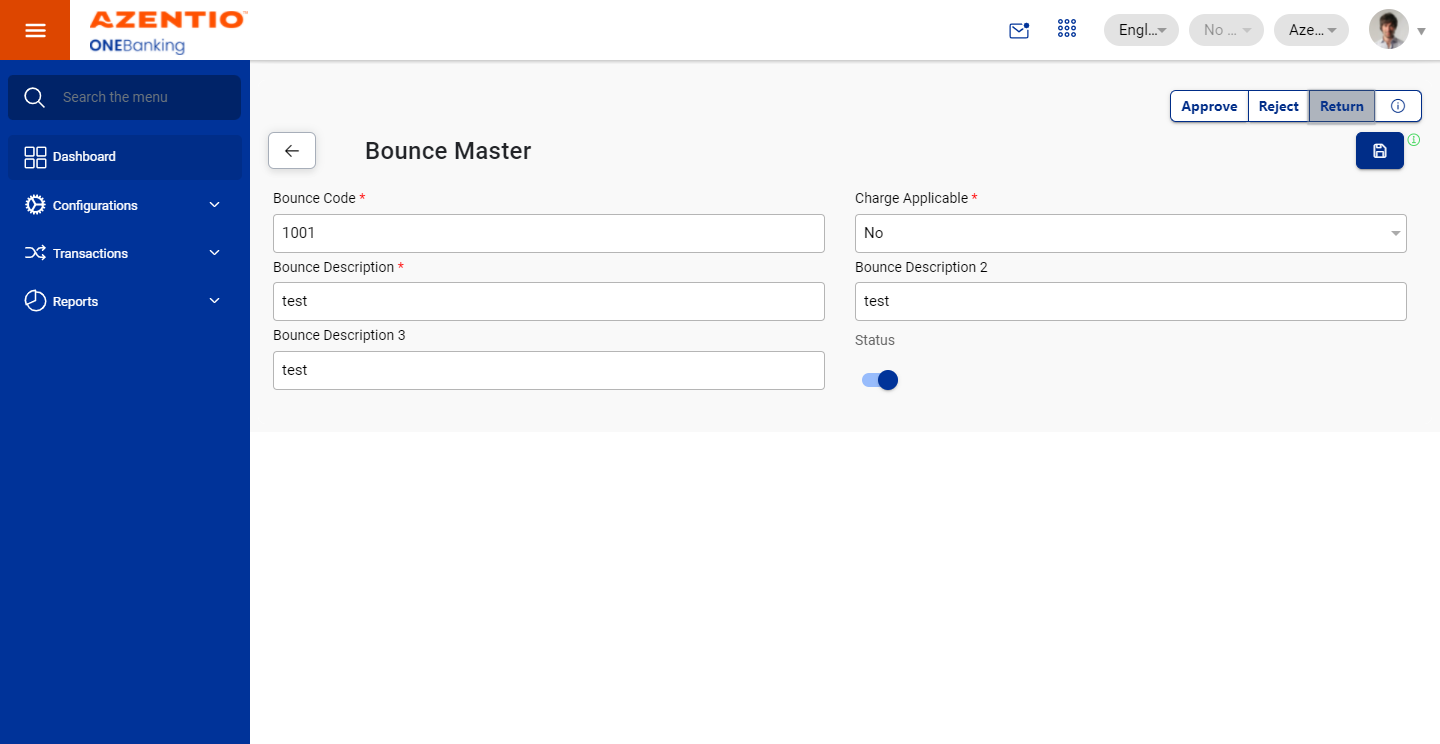 AZENTIO™
ONEBanking
Engl...
No ...
Aze...
Search the menu
Dashboard
Configurations
Transactions
Reports
Approve
Reject
Return
Bounce Master
Bounce Code *
1001
Charge Applicable *
No
Bounce Description *
test
Bounce Description 2
test
Bounce Description 3
test
Status